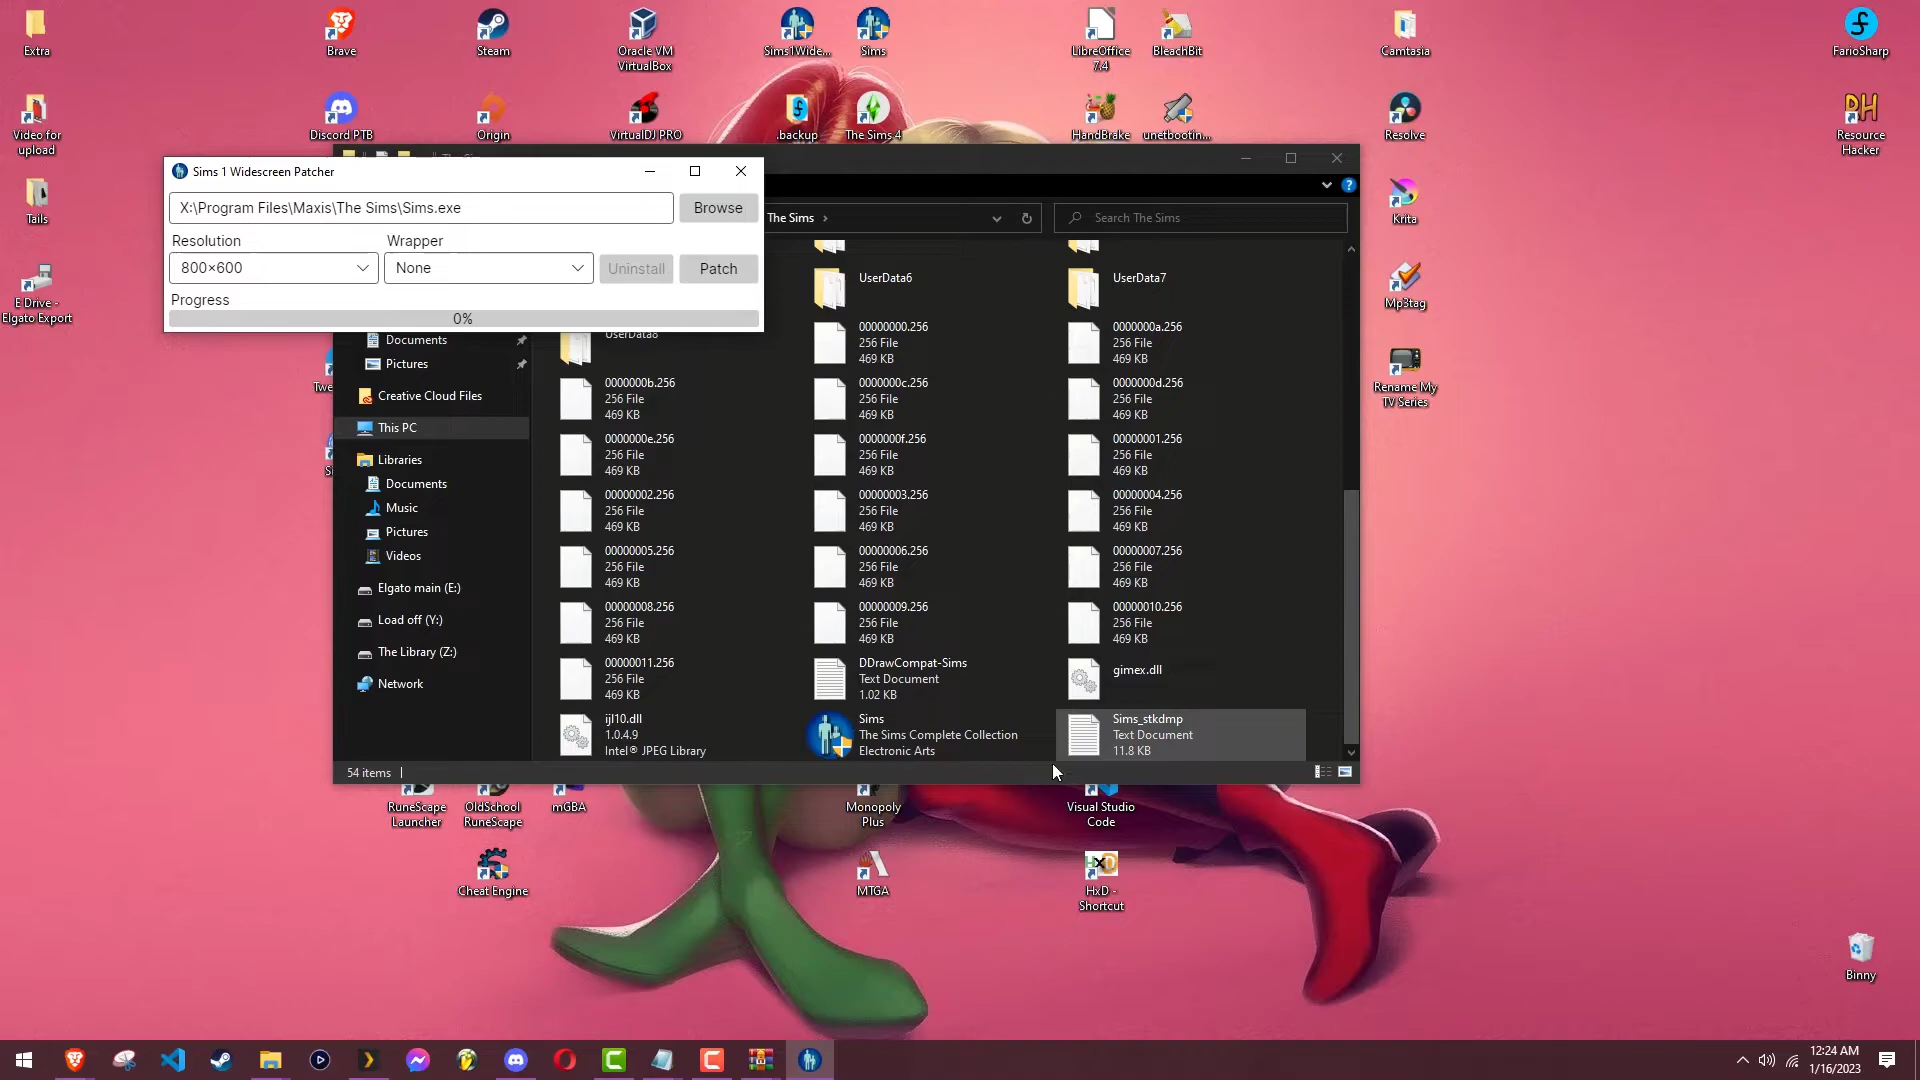 Extra
Brave
Steam
Oracle VM
VirtualBox
Sims1Wide...
Sims
LibreOffice
7.4
BleachBit
Camtasia
FarioSharp
Video for
upload
Discord PTB
Origin
VirtualDJ PRO
.backup
The Sims 4
HandBrake
unetbootin...
Resolve
Resource
Hacker
Tails
Krita
E Drive -
Elgato Export
Mp3tag
Rename My
TV Series
Sims 1 Widescreen Patcher
X:\Program Files\Maxis\The Sims\Sims.exe
Browse
Resolution
Wrapper
800×600
None
Uninstall
Patch
Progress
0%
The Sims
Search The Sims
Documents
Pictures
Creative Cloud Files
This PC
Libraries
Documents
Music
Pictures
Videos
Elgato main (E:)
Load off (Y:)
The Library (Z:)
Network
UserData6
UserData7
UserData8
00000000.256
256 File
469 KB
0000000a.256
256 File
469 KB
0000000b.256
256 File
469 KB
0000000c.256
256 File
469 KB
0000000d.256
256 File
469 KB
0000000e.256
256 File
469 KB
0000000f.256
256 File
469 KB
00000001.256
256 File
469 KB
00000002.256
256 File
469 KB
00000003.256
256 File
469 KB
00000004.256
256 File
469 KB
00000005.256
256 File
469 KB
00000006.256
256 File
469 KB
00000007.256
256 File
469 KB
00000008.256
256 File
469 KB
00000009.256
256 File
469 KB
00000010.256
256 File
469 KB
00000011.256
256 File
469 KB
DDrawCompat-Sims
Text Document
1.02 KB
gimex.dll
ijl10.dll
1.0.4.9
Intel® JPEG Library
Sims
The Sims Complete Collection
Electronic Arts
Sims_stkdmp
Text Document
11.8 KB
54 items
RuneScape
Launcher
OldSchool
RuneScape
mGBA
Monopoly
Plus
Visual Studio
Code
Cheat Engine
MTGA
HxD -
Shortcut
Binny
12:24 AM
1/16/2023